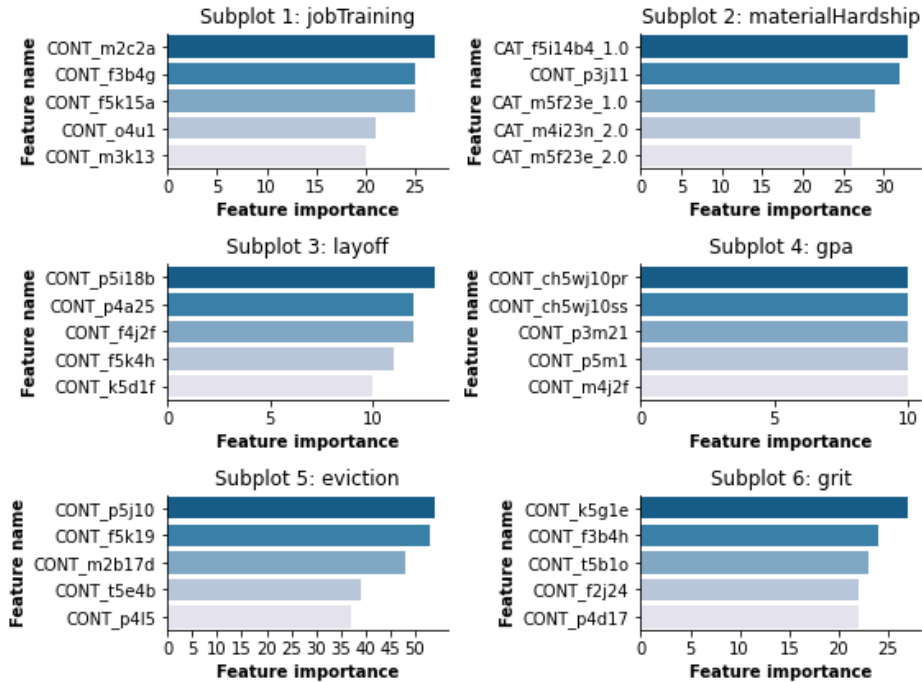 Subplot 1: jobTraining
Feature name
CONT_m2c2a
CONT_f3b4g
CONT_f5k15a
CONT_o4u1
CONT_m3k13
0 5 10 15 20 25
Feature importance
Subplot 2: materialHardship
Feature name
CAT_f5i14b4_1.0
CONT_p3j11
CAT_m5f23e_1.0
CAT_m4i23n_2.0
CAT_m5f23e_2.0
0 5 10 15 20 25 30
Feature importance
Subplot 3: layoff
Feature name
CONT_p5i18b
CONT_p4a25
CONT_f4j2f
CONT_f5k4h
CONT_k5d1f
0 5 10
Feature importance
Subplot 4: gpa
Feature name
CONT_ch5wj10pr
CONT_ch5wj10ss
CONT_p3m21
CONT_p5m1
CONT_m4j2f
0 5 10
Feature importance
Subplot 5: eviction
Feature name
CONT_p5j10
CONT_f5k19
CONT_m2b17d
CONT_t5e4b
CONT_p4l5
0 5 10 15 20 25 30 35 40 45 50
Feature importance
Subplot 6: grit
Feature name
CONT_k5g1e
CONT_f3b4h
CONT_t5b1o
CONT_f2j24
CONT_p4d17
0 5 10 15 20 25
Feature importance